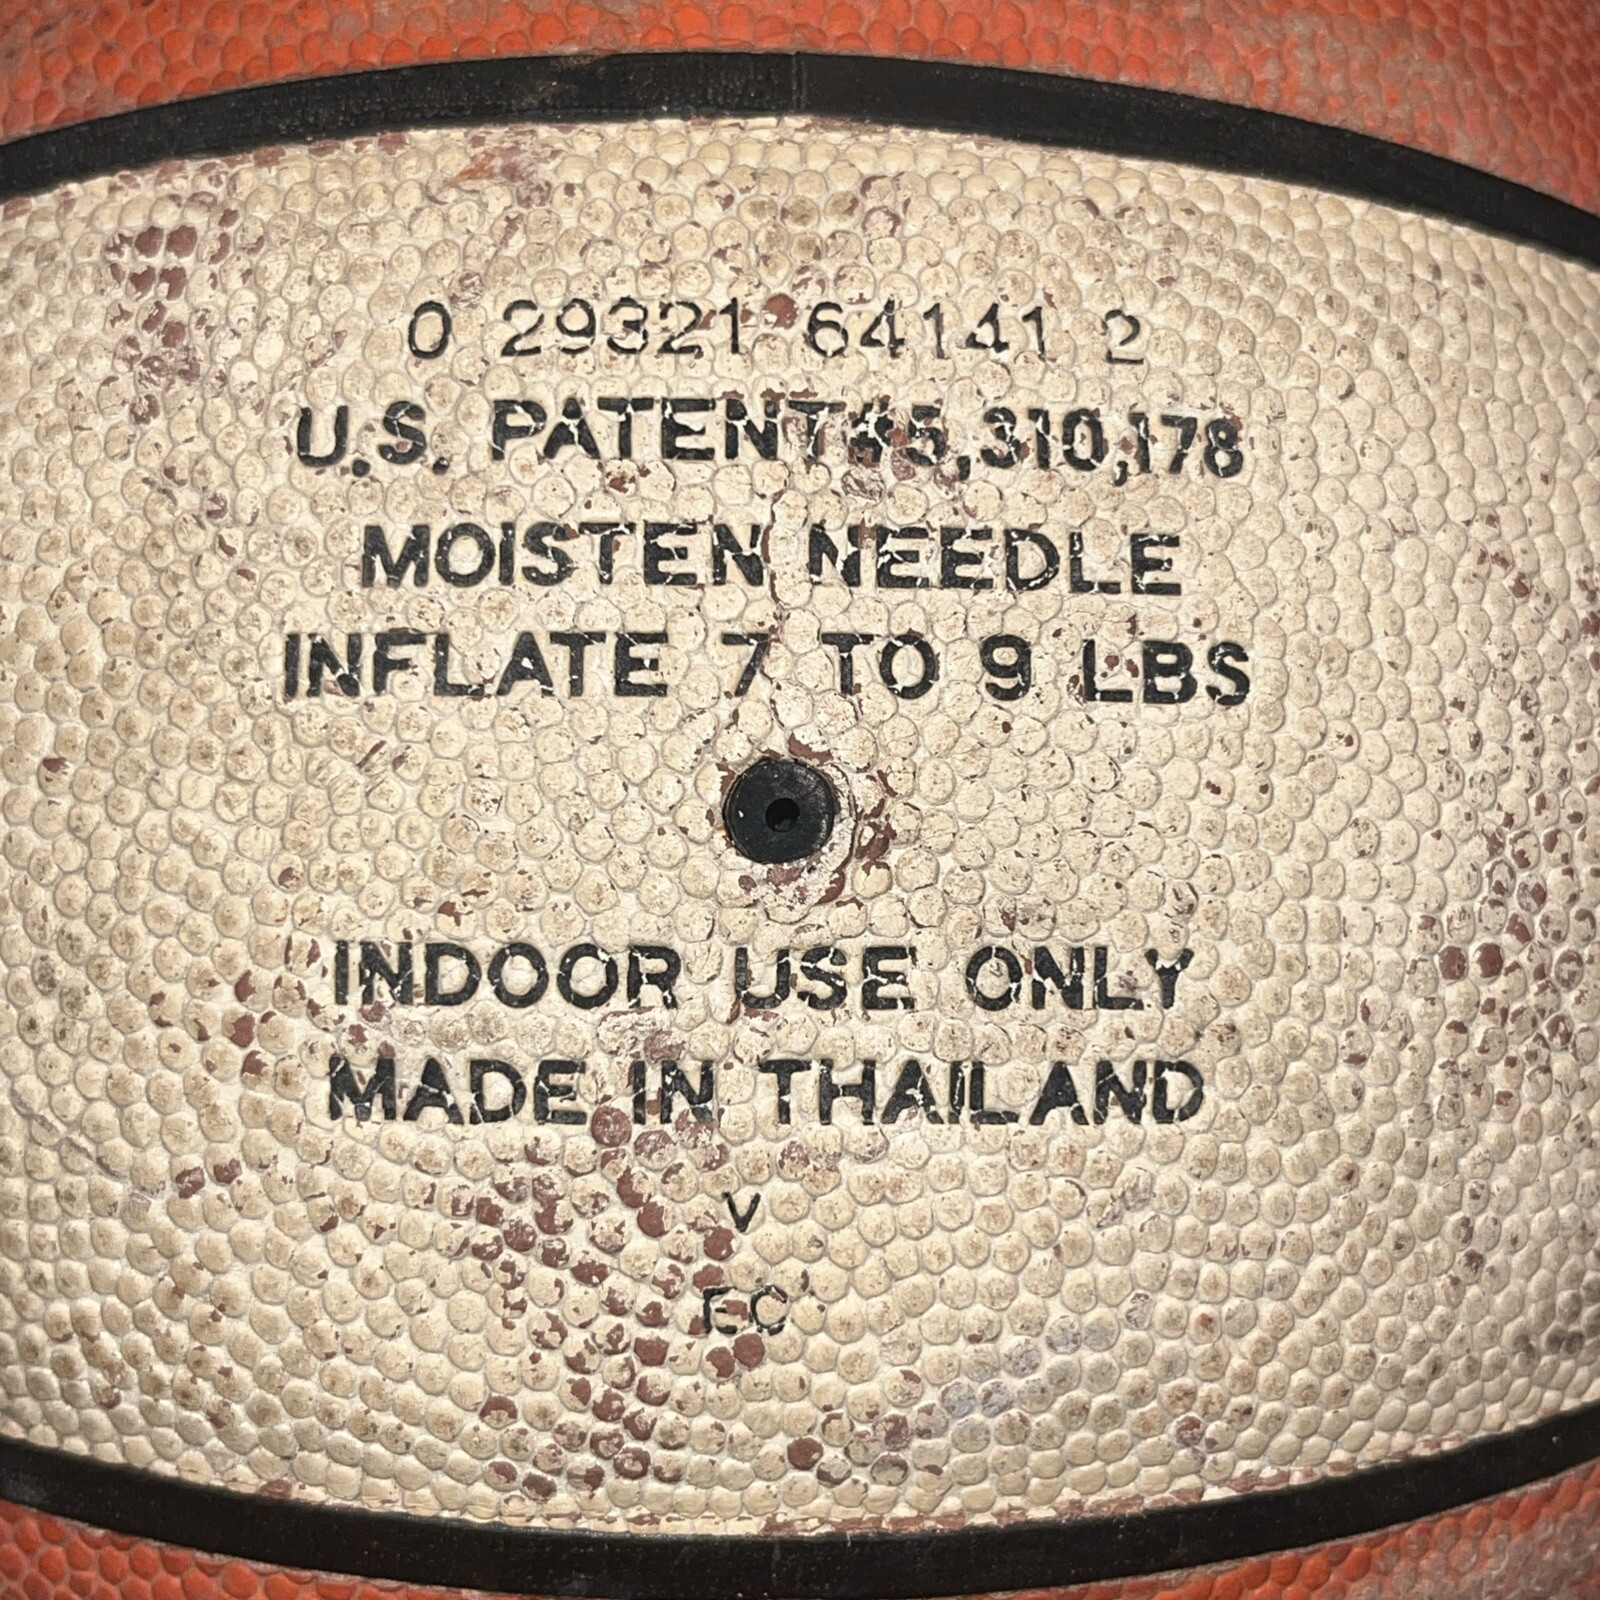 0 29321 64141 2
U.S. PATENT #5,310,178
MOISTEN NEEDLE
INFLATE 7 TO 9 LBS
INDOOR USE ONLY
MADE IN THAILAND
V
EC